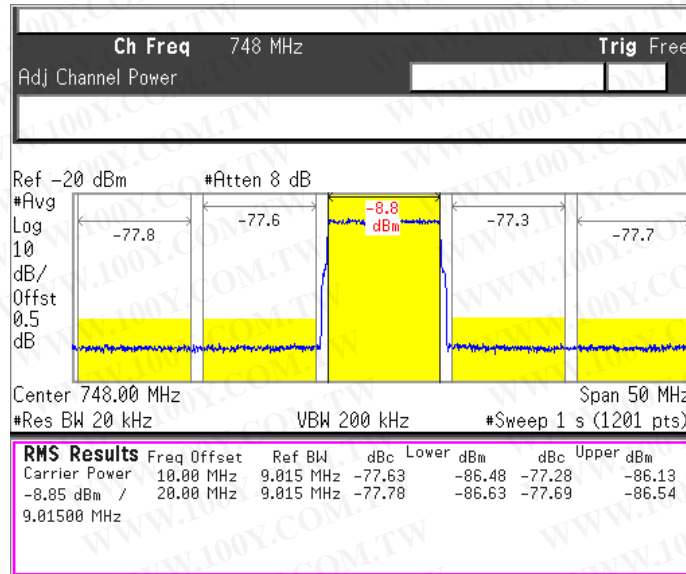 Ch Freq 748 MHz Trig Free
Adj Channel Power
Ref -20 dBm #Atten 8 dB
#Avg
Log
10
dB/
Offst
0.5
dB
-77.8 -77.6 -8.8 dBm -77.3 -77.7
Center 748.00 MHz Span 50 MHz
#Res BW 20 kHz VBW 200 kHz #Sweep 1 s (1201 pts)
RMS Results Freq Offset Ref BW dBc Lower dBm dBc Upper dBm
Carrier Power 10.00 MHz 9.015 MHz -77.63 -86.48 -77.28 -86.13
-8.85 dBm / 20.00 MHz 9.015 MHz -77.78 -86.63 -77.69 -86.54
9.01500 MHz
WWW.100Y.COM.TW